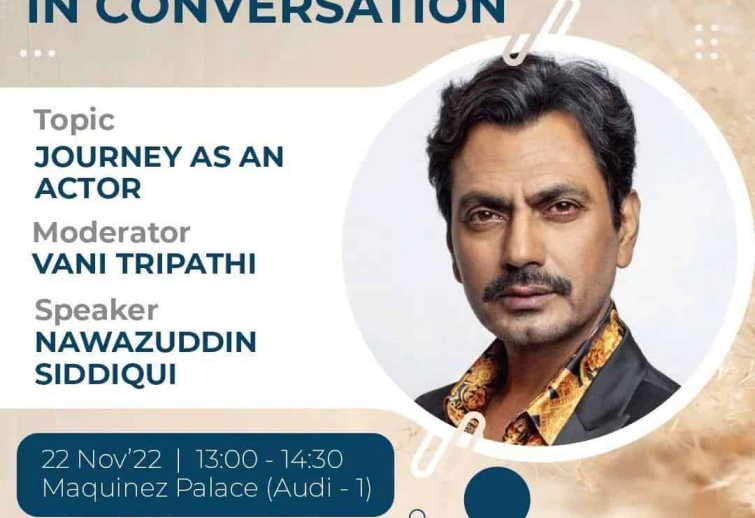 IN CONVERSATION
Topic
JOURNEY AS AN
ACTOR
Moderator
VANI TRIPATHI
Speaker
NAWAZUDDIN
SIDDIQUI
22 Nov'22 | 13:00 - 14:30
Maquinez Palace (Audi - 1)